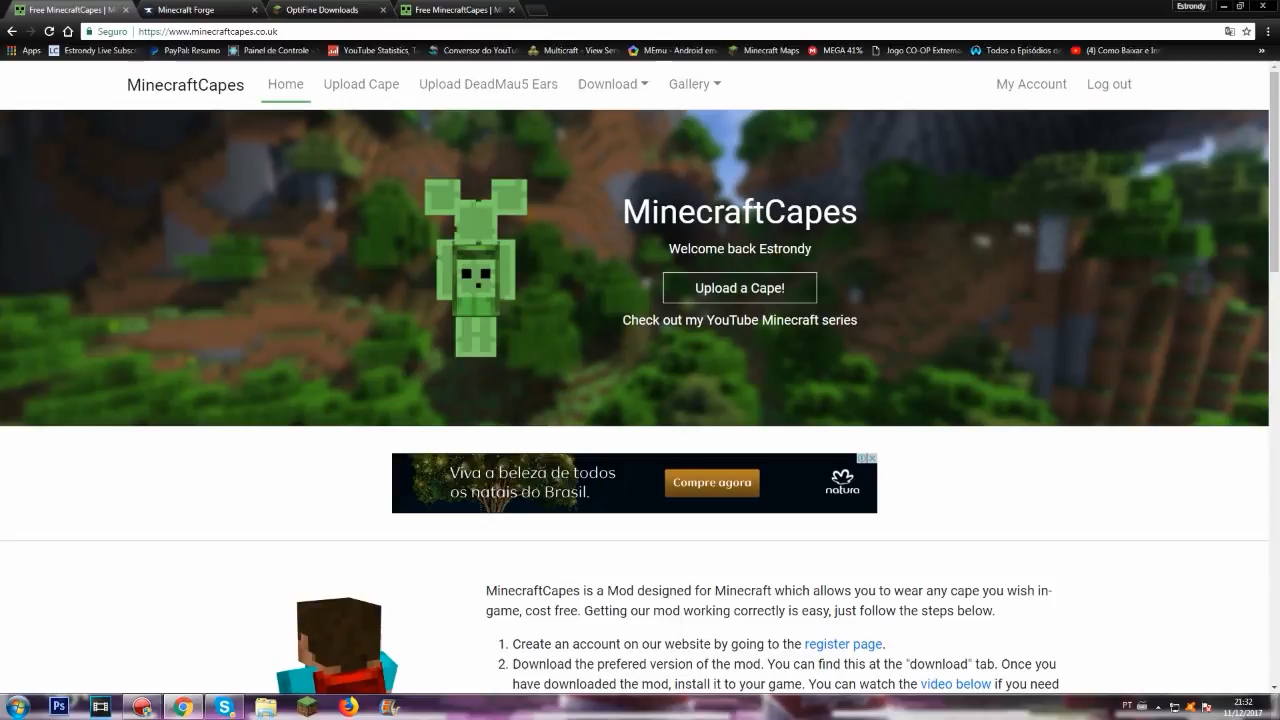 Free MinecraftCapes | M
Minecraft Forge
OptiFine Downloads
Free MinecraftCapes | M
Estrondy
Seguro
https://www.minecraftcapes.co.uk
Apps
Estrondy Live Subsc
PayPal: Resumo
Painel de Controle -
YouTube Statistics, T
Conversor do YouTu
Multicraft - View Ser
MEmu - Android em
Minecraft Maps
MEGA 41%
Jogo CO-OP Extrema
Todos o Episódios d
(4) Como Baixar e In
»
MinecraftCapes
Home
Upload Cape
Upload DeadMau5 Ears
Download
Gallery
My Account
Log out
MinecraftCapes
Welcome back Estrondy
Upload a Cape!
Check out my YouTube Minecraft series
Viva a beleza de todos
os natais do Brasil.
Compre agora
natura
MinecraftCapes is a Mod designed for Minecraft which allows you to wear any cape you wish in-
game, cost free. Getting our mod working correctly is easy, just follow the steps below.
1. Create an account on our website by going to the register page.
2. Download the prefered version of the mod. You can find this at the "download" tab. Once you
have downloaded the mod, install it to your game. You can watch the video below if you need
PT
21:32
11/12/2017